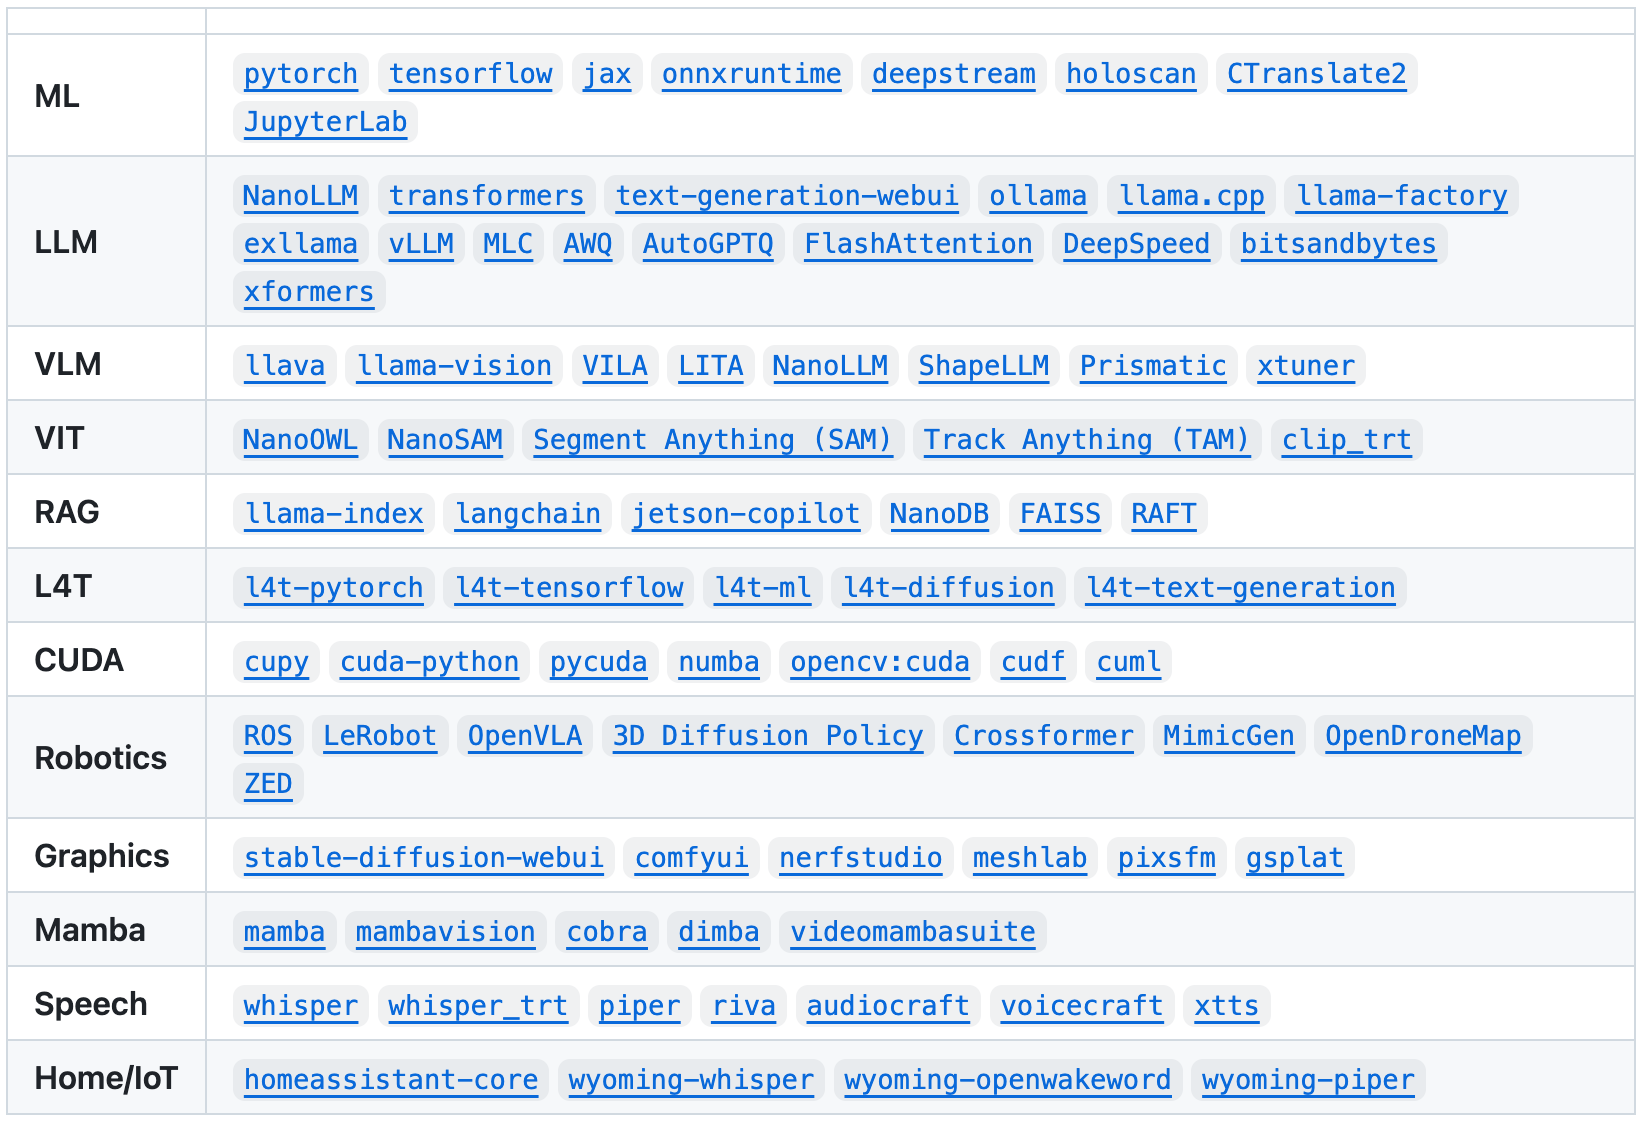 ML
pytorch tensorflow jax onnxruntime deepstream holoscan CTranslate2
JupyterLab
LLM
NanoLLM transformers text-generation-webui ollama llama.cpp llama-factory
exllama vLLM MLC AWQ AutoGPTQ FlashAttention DeepSpeed bitsandbytes
xformers
VLM
llava llama-vision VILA LITA NanoLLM ShapeLLM Prismatic xtuner
VIT
NanoOWL NanoSAM Segment Anything (SAM) Track Anything (TAM) clip_trt
RAG
llama-index langchain jetson-copilot NanoDB FAISS RAFT
L4T
l4t-pytorch l4t-tensorflow l4t-ml l4t-diffusion l4t-text-generation
CUDA
cupy cuda-python pycuda numba opencv:cuda cudf cuml
Robotics
ROS LeRobot OpenVLA 3D Diffusion Policy Crossformer MimicGen OpenDroneMap
ZED
Graphics
stable-diffusion-webui comfyui nerfstudio meshlab pixsfm gsplat
Mamba
mamba mambavision cobra dimba videomambasuite
Speech
whisper whisper_trt piper riva audiocraft voicecraft xtts
Home/IoT
homeassistant-core wyoming-whisper wyoming-openwakeword wyoming-piper